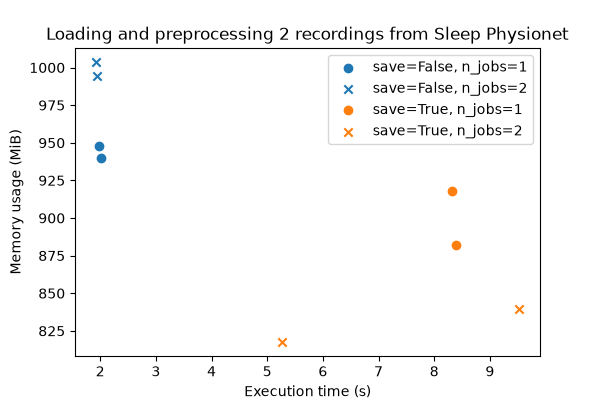 Loading and preprocessing 2 recordings from Sleep Physionet
save=False, n_jobs=1
save=False, n_jobs=2
save=True, n_jobs=1
save=True, n_jobs=2
Memory usage (MiB)
1000
975
950
925
900
875
850
825
2 3 4 5 6 7 8 9
Execution time (s)